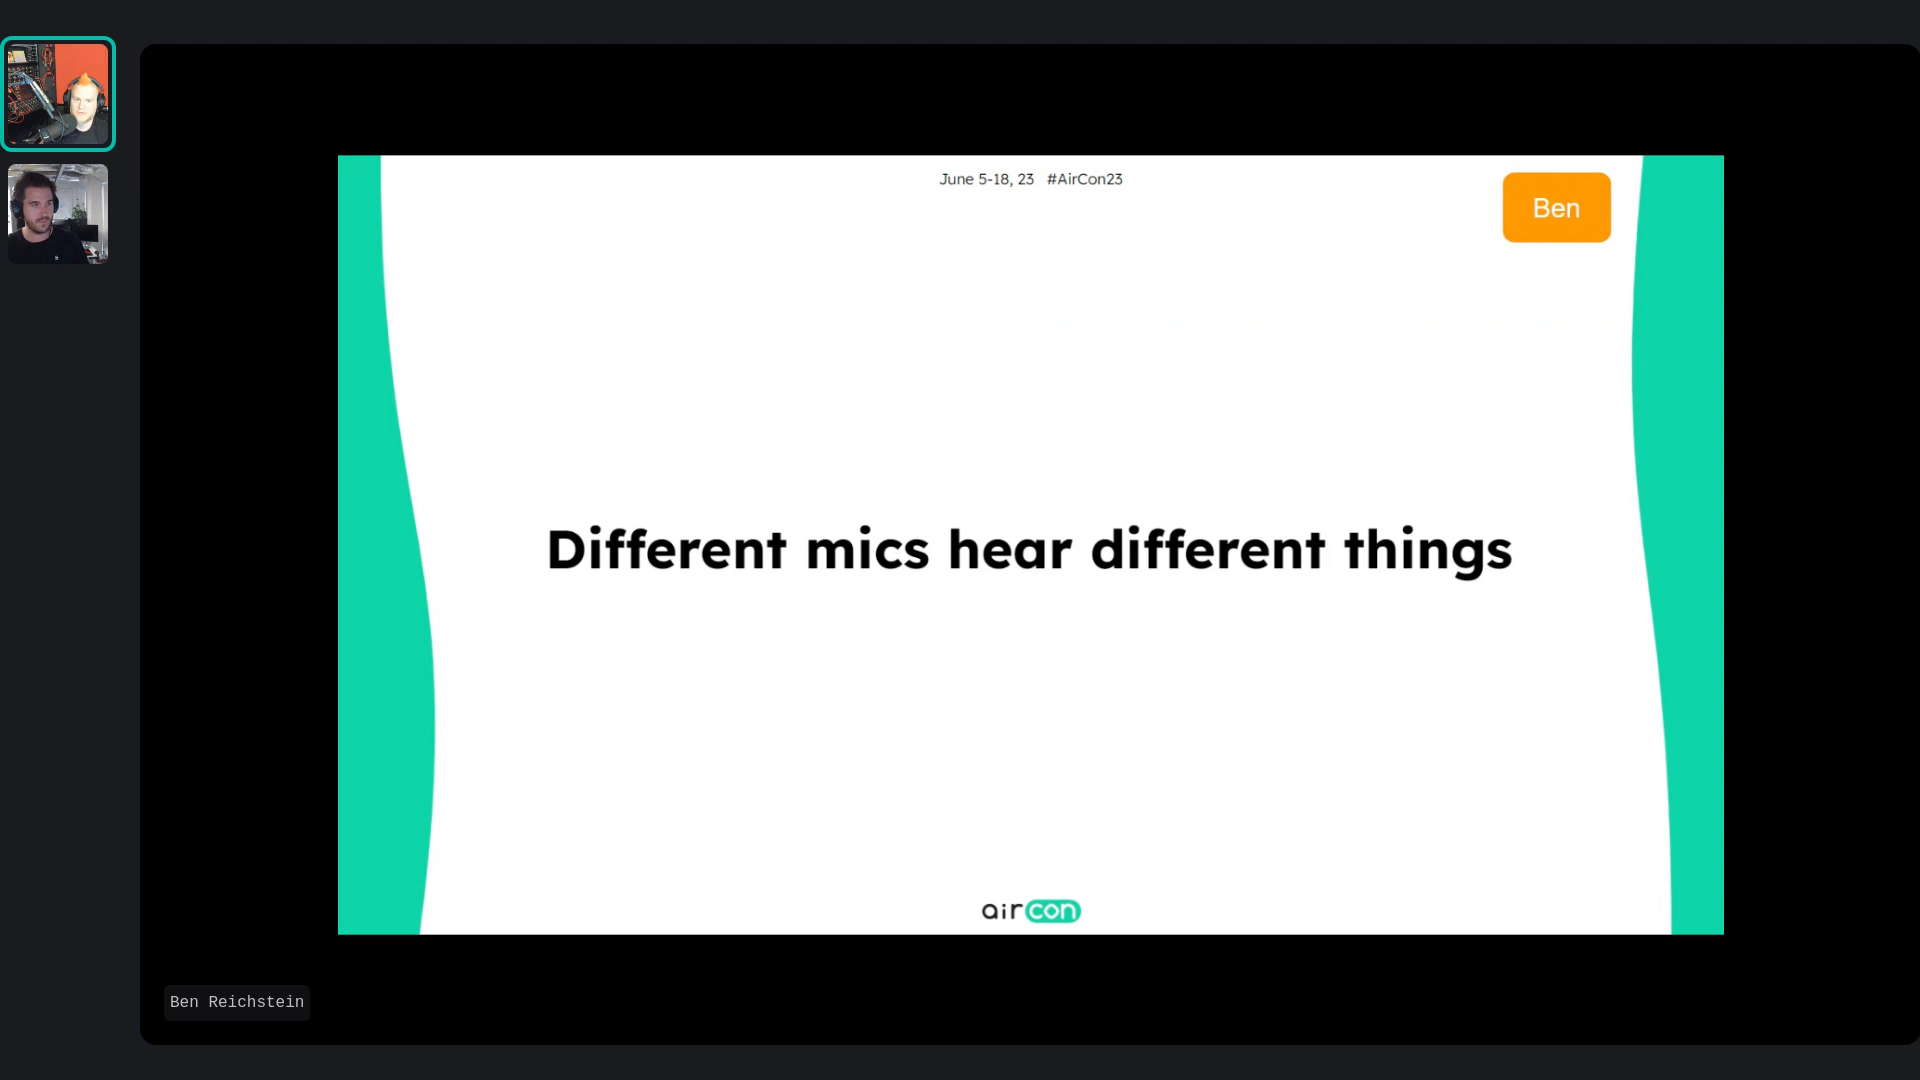 June 5-18, 23 #AirCon23
Ben
Different mics hear different things
aircon
Ben Reichstein